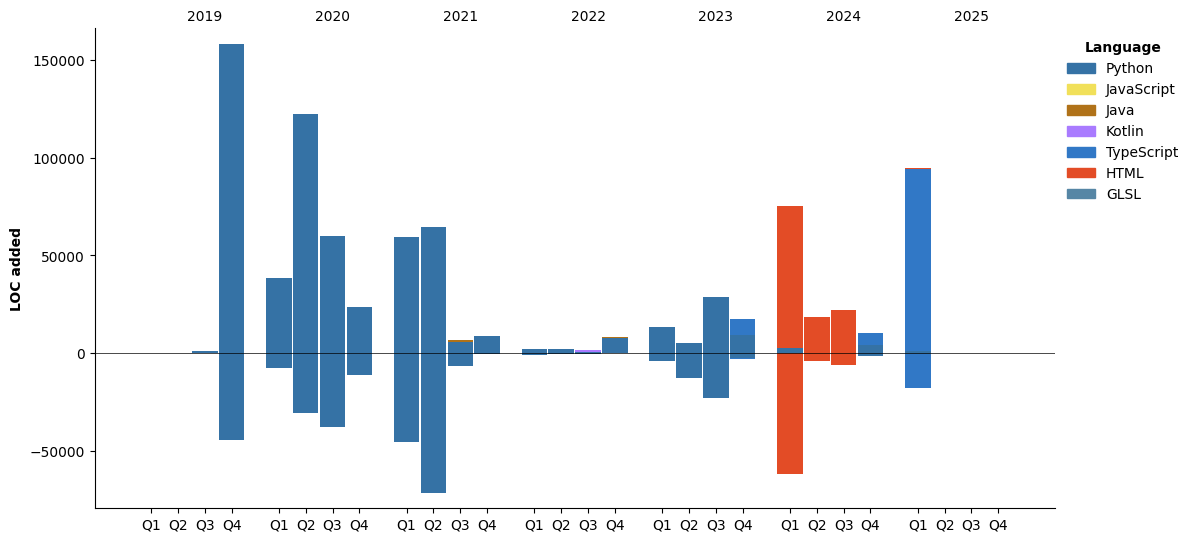 2019 2020 2021 2022 2023 2024 2025
LOC added
150000
100000
50000
0
−50000
Q1 Q2 Q3 Q4 Q1 Q2 Q3 Q4 Q1 Q2 Q3 Q4 Q1 Q2 Q3 Q4 Q1 Q2 Q3 Q4 Q1 Q2 Q3 Q4 Q1 Q2 Q3 Q4
Language
Python
JavaScript
Java
Kotlin
TypeScript
HTML
GLSL